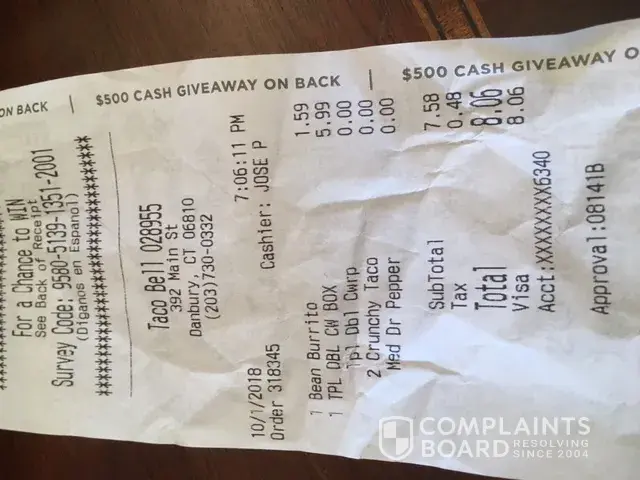 ON BACK | $500 CASH GIVEAWAY ON BACK | $500 CASH GIVEAWAY O
*****************************
For a Chance to WIN
See Back of Receipt
Survey Code: 9580-5139-1351-2001
(Díganos en Espanol)
*****************************
Taco Bell 028955
392 Main St
Danbury, CT 06810
(203)730-0332
10/1/2018 7:06:11 PM
Order 318345 Cashier: JOSE P
1 Bean Burrito 1.59
1 TPL DBL CW BOX 5.99
Tpl Dbl Cwrp 0.00
2 Crunchy Taco 0.00
Med Dr Pepper 0.00
SubTotal 7.58
Tax 0.48
Total 8.06
Visa 8.06
Acct:XXXXXXXX6340
Approval:08141B
COMPLAINTS
BOARD RESOLVING
SINCE 2004